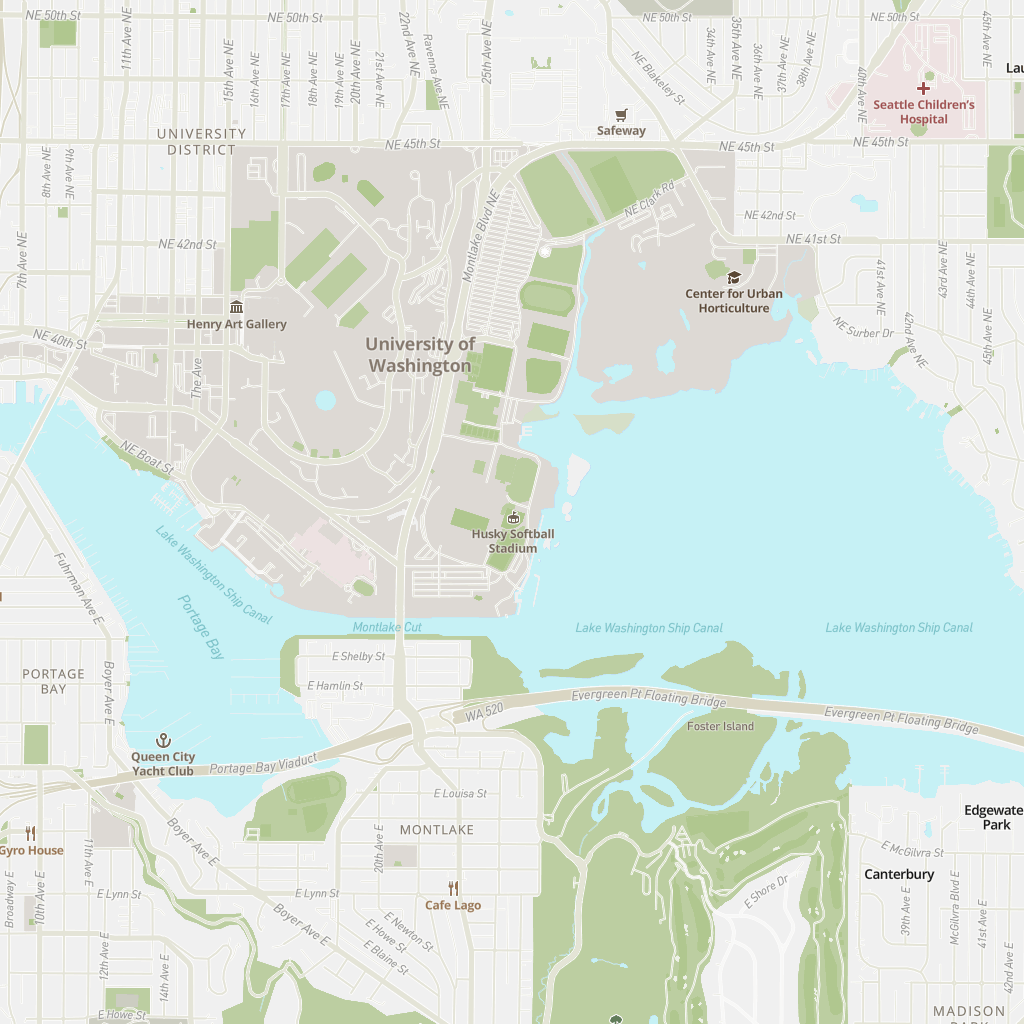 NE 50th St
NE 50th St
NE 50th St
NE 50th St
11th Ave NE
15th Ave NE
16th Ave NE
17th Ave NE
18th Ave NE
19th Ave NE
20th Ave NE
21st Ave NE
22nd Ave NE
Ravenna Ave NE
25th Ave NE
NE Blakeley St
34th Ave NE
35th Ave NE
36th Ave NE
37th Ave NE
38th Ave NE
40th Ave NE
45th Ave NE
Lau
Seattle Children's
Hospital
Safeway
UNIVERSITY
DISTRICT
NE 45th St
NE 45th St
NE 45th St
8th Ave NE
9th Ave NE
7th Ave NE
NE 42nd St
Montlake Blvd NE
NE Clark Rd
NE 42nd St
NE 41st St
41st Ave NE
42nd Ave NE
43rd Ave NE
44th Ave NE
45th Ave NE
Center for Urban
Horticulture
NE Surber Dr
Henry Art Gallery
NE 40th St
University of
Washington
The Ave
NE Boat St
Husky Softball
Stadium
Lake Washington Ship Canal
Portage Bay
Fuhrman Ave E
Montlake Cut
Lake Washington Ship Canal
Lake Washington Ship Canal
E Shelby St
E Hamlin St
PORTAGE
BAY
Boyer Ave E
WA 520
Evergreen Pt Floating Bridge
Evergreen Pt Floating Bridge
Foster Island
Queen City
Yacht Club
Portage Bay Viaduct
E Louisa St
Edgewate
Park
Gyro House
Boyer Ave E
MONTLAKE
20th Ave E
11th Ave E
E McGilvra St
Canterbury
E Lynn St
E Lynn St
Cafe Lago
E Shore Dr
Broadway E
10th Ave E
Boyer Ave E
E Newton St
E Howe St
E Blaine St
39th Ave E
McGilvra Blvd E
41st Ave E
42nd Ave E
12th Ave E
14th Ave E
E Howe St
MADISON
PARK